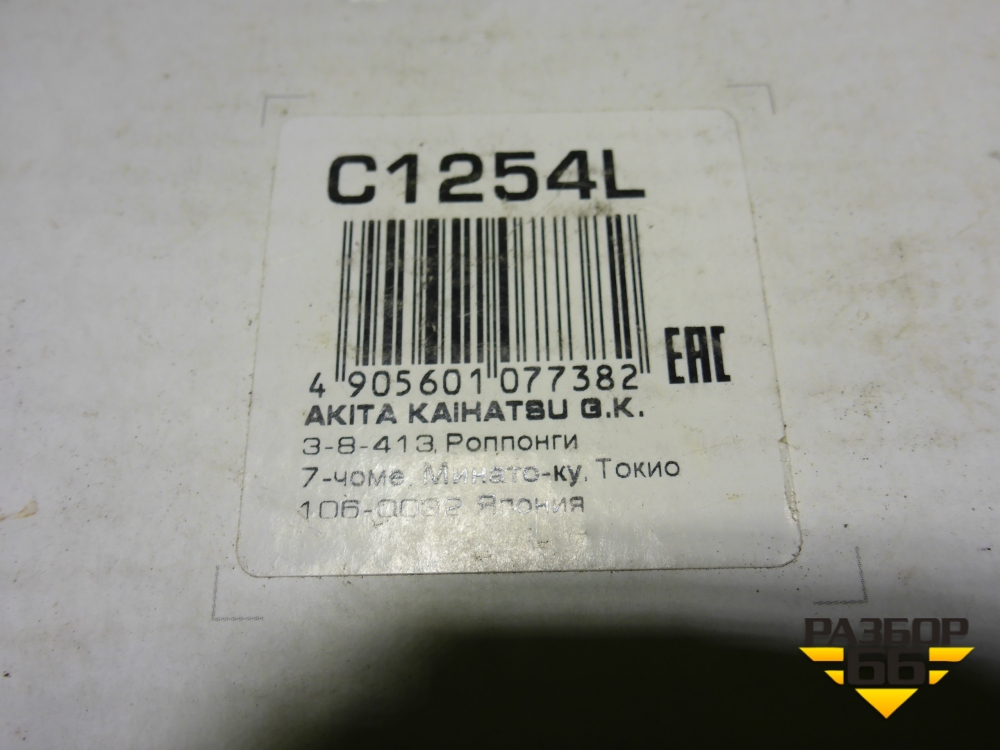 C1254L
4 905601 077382
EAC
AKITA KAIHATSU G.K.
3-8-413, Роппонги
7-чоме, Минато-ку, Токио
106-0032 Япония
РАЗБОР
66